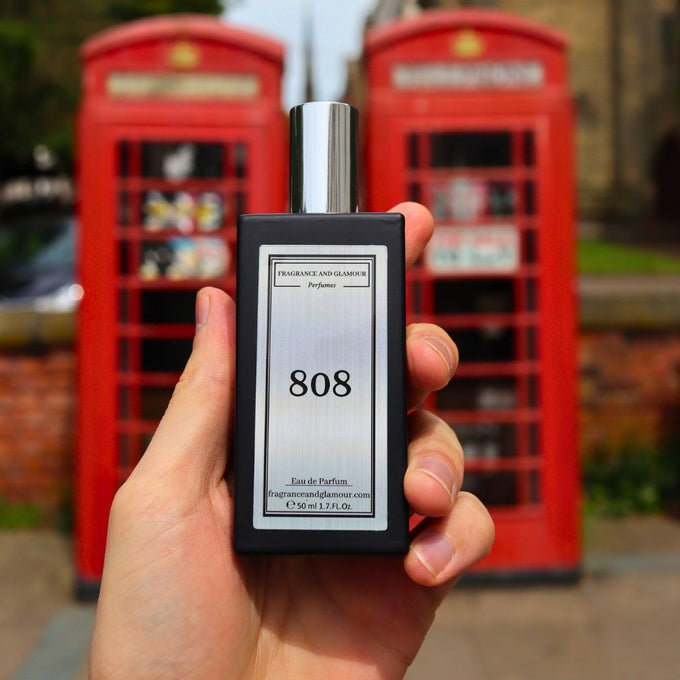 FRAGRANCE AND GLAMOUR
Perfumes
808
Eau de Parfum
fragranceandglamour.com
℮ 50 ml 1.7.FL.Oz.